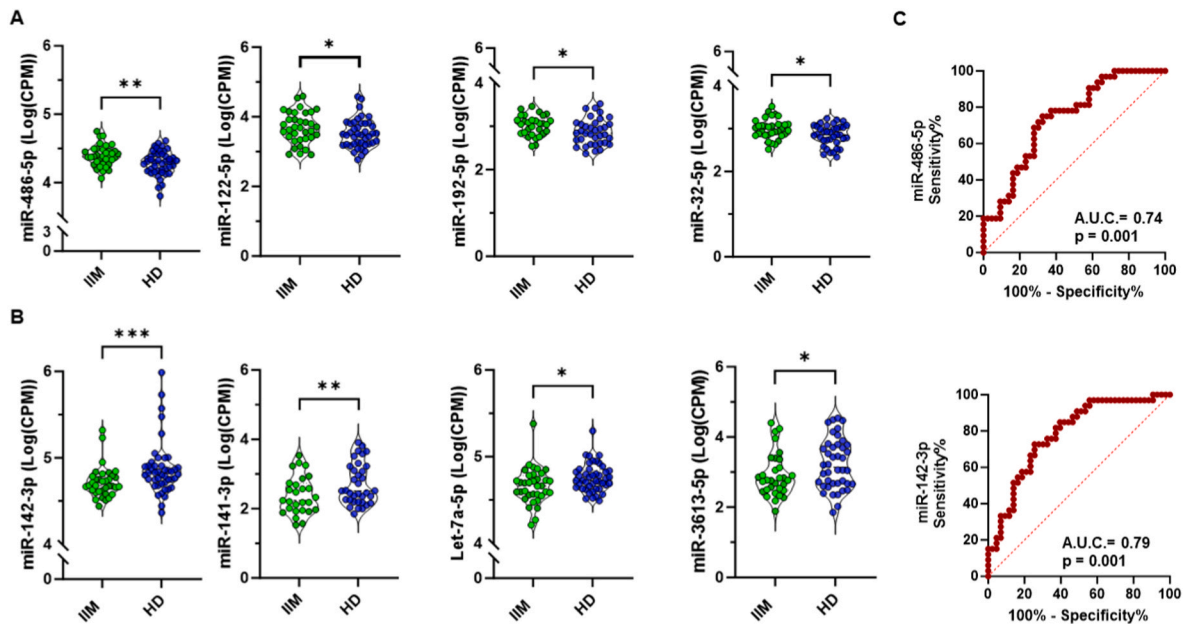 A
miR-486-5p (Log(CPM))
6
5
4
3
0
**
IIM
HD
miR-122-5p (Log(CPM))
6
4
2
0
*
IIM
HD
miR-192-5p (Log(CPM))
6
4
2
0
*
IIM
HD
miR-32-5p (Log(CPM))
6
4
2
0
*
IIM
HD
C
miR-486-5p
Sensitivity%
100
80
60
40
20
0
A.U.C.= 0.74
p = 0.001
0 20 40 60 80 100
100% - Specificity%
B
miR-142-3p (Log(CPM))
6
5
4
0
***
IIM
HD
miR-141-3p (Log(CPM))
6
4
2
0
**
IIM
HD
Let-7a-5p (Log(CPM))
6
5
4
0
*
IIM
HD
miR-3613-5p (Log(CPM))
6
4
2
0
*
IIM
HD
miR-142-3p
Sensitivity%
100
80
60
40
20
0
A.U.C.= 0.79
p = 0.001
0 20 40 60 80 100
100% - Specificity%